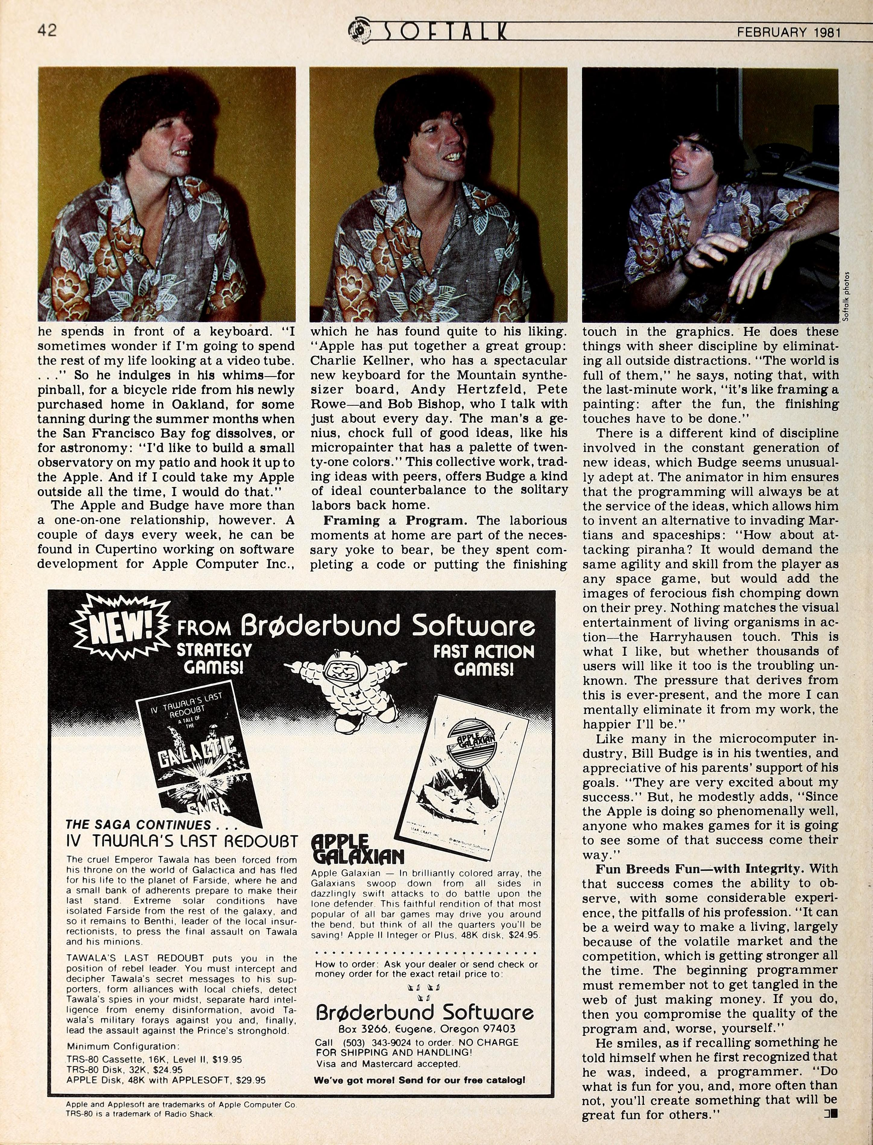 42
SOFTALK
FEBRUARY 1981
Softalk photos
he spends in front of a keyboard. "I
sometimes wonder if I'm going to spend
the rest of my life looking at a video tube.
. . . ." So he indulges in his whims—for
pinball, for a bicycle ride from his newly
purchased home in Oakland, for some
tanning during the summer months when
the San Francisco Bay fog dissolves, or
for astronomy: "I'd like to build a small
observatory on my patio and hook it up to
the Apple. And if I could take my Apple
outside all the time, I would do that."
The Apple and Budge have more than
a one-on-one relationship, however. A
couple of days every week, he can be
found in Cupertino working on software
development for Apple Computer Inc.,
which he has found quite to his liking.
"Apple has put together a great group:
Charlie Kellner, who has a spectacular
new keyboard for the Mountain synthe-
sizer board, Andy Hertzfeld, Pete
Rowe—and Bob Bishop, who I talk with
just about every day. The man's a ge-
nius, chock full of good ideas, like his
micropainter that has a palette of twen-
ty-one colors." This collective work, trad-
ing ideas with peers, offers Budge a kind
of ideal counterbalance to the solitary
labors back home.
Framing a Program. The laborious
moments at home are part of the neces-
sary yoke to bear, be they spent com-
pleting a code or putting the finishing
touch in the graphics. He does these
things with sheer discipline by eliminat-
ing all outside distractions. "The world is
full of them," he says, noting that, with
the last-minute work, "it's like framing a
painting: after the fun, the finishing
touches have to be done."
There is a different kind of discipline
involved in the constant generation of
new ideas, which Budge seems unusual-
ly adept at. The animator in him ensures
that the programming will always be at
the service of the ideas, which allows him
to invent an alternative to invading Mar-
tians and spaceships: "How about at-
tacking piranha? It would demand the
same agility and skill from the player as
any space game, but would add the
images of ferocious fish chomping down
on their prey. Nothing matches the visual
entertainment of living organisms in ac-
tion—the Harryhausen touch. This is
what I like, but whether thousands of
users will like it too is the troubling un-
known. The pressure that derives from
this is ever-present, and the more I can
mentally eliminate it from my work, the
happier I'll be."
Like many in the microcomputer in-
dustry, Bill Budge is in his twenties, and
appreciative of his parents' support of his
goals. "They are very excited about my
success." But, he modestly adds, "Since
the Apple is doing so phenomenally well,
anyone who makes games for it is going
to see some of that success come their
way."
Fun Breeds Fun—with Integrity. With
that success comes the ability to ob-
serve, with some considerable experi-
ence, the pitfalls of his profession. "It can
be a weird way to make a living, largely
because of the volatile market and the
competition, which is getting stronger all
the time. The beginning programmer
must remember not to get tangled in the
web of just making money. If you do,
then you compromise the quality of the
program and, worse, yourself."
He smiles, as if recalling something he
told himself when he first recognized that
he was, indeed, a programmer. "Do
what is fun for you, and, more often than
not, you'll create something that will be
great fun for others."
NEW! FROM Brøderbund Software
STRATEGY
GAMES!
FAST ACTION
GAMES!
IV TAWALA'S LAST
REDOUBT
A TALE OF
THE
GALACTIC
SAGA
APPLE
GALAXIAN
THE SAGA CONTINUES . . .
IV TAWALA'S LAST REDOUBT
The cruel Emperor Tawala has been forced from
his throne on the world of Galactica and has fled
for his life to the planet of Farside, where he and
a small bank of adherents prepare to make their
last stand. Extreme solar conditions have
isolated Farside from the rest of the galaxy, and
so it remains to Benthi, leader of the local insur-
rectionists, to press the final assault on Tawala
and his minions.
TAWALA'S LAST REDOUBT puts you in the
position of rebel leader. You must intercept and
decipher Tawala's secret messages to his sup-
porters, form alliances with local chiefs, detect
Tawala's spies in your midst, separate hard intel-
ligence from enemy disinformation, avoid Ta-
wala's military forays against you and, finally,
lead the assault against the Prince's stronghold.
Minimum Configuration:
TRS-80 Cassette, 16K, Level II, $19.95
TRS-80 Disk, 32K, $24.95
APPLE Disk, 48K with APPLESOFT, $29.95
APPLE
GALAXIAN
Apple Galaxian — In brilliantly colored array, the
Galaxians swoop down from all sides in
dazzlingly swift attacks to do battle upon the
lone defender. This faithful rendition of that most
popular of all bar games may drive you around
the bend, but think of all the quarters you'll be
saving! Apple II Integer or Plus, 48K disk, $24.95.
How to order: Ask your dealer or send check or
money order for the exact retail price to:
Brøderbund Software
Box 3266, Eugene, Oregon 97403
Call (503) 343-9024 to order. NO CHARGE
FOR SHIPPING AND HANDLING!
Visa and Mastercard accepted.
We've got more! Send for our free catalog!
Apple and Applesoft are trademarks of Apple Computer Co.
TRS-80 is a trademark of Radio Shack.